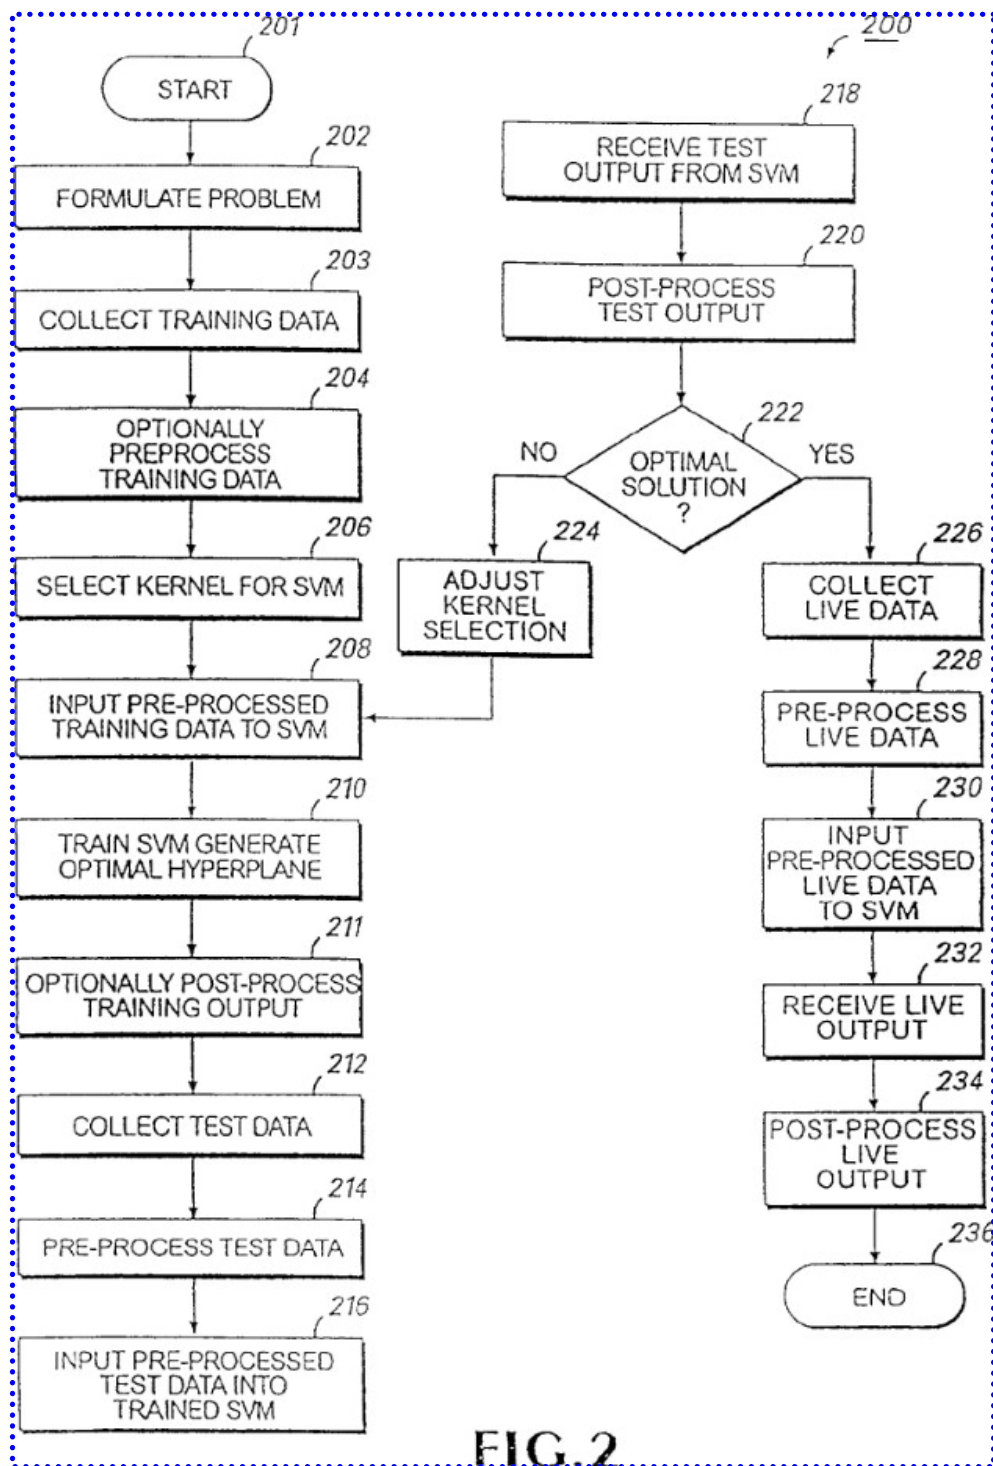 201
START
202
FORMULATE PROBLEM
203
COLLECT TRAINING DATA
204
OPTIONALLY
PREPROCESS
TRAINING DATA
206
SELECT KERNEL FOR SVM
208
INPUT PRE-PROCESSED
TRAINING DATA TO SVM
210
TRAIN SVM GENERATE
OPTIMAL HYPERPLANE
211
OPTIONALLY POST-PROCESS
TRAINING OUTPUT
212
COLLECT TEST DATA
214
PRE-PROCESS TEST DATA
216
INPUT PRE-PROCESSED
TEST DATA INTO
TRAINED SVM
200
218
RECEIVE TEST
OUTPUT FROM SVM
220
POST-PROCESS
TEST OUTPUT
222
OPTIMAL
SOLUTION
?
NO
YES
224
ADJUST
KERNEL
SELECTION
226
COLLECT
LIVE DATA
228
PRE-PROCESS
LIVE DATA
230
INPUT
PRE-PROCESSED
LIVE DATA
TO SVM
232
RECEIVE LIVE
OUTPUT
234
POST-PROCESS
LIVE
OUTPUT
236
END
FIG.2